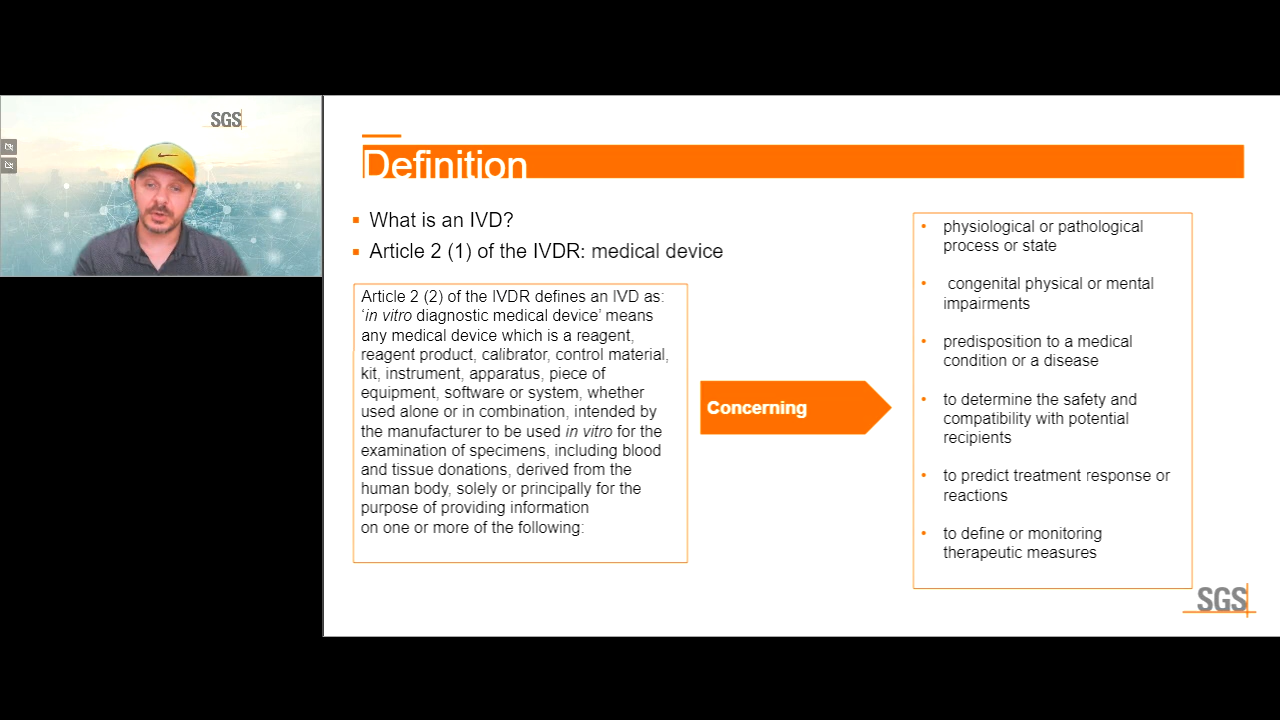 SGS
Definition
What is an IVD?
Article 2 (1) of the IVDR: medical device
Article 2 (2) of the IVDR defines an IVD as:
‘in vitro diagnostic medical device’ means
any medical device which is a reagent,
reagent product, calibrator, control material,
kit, instrument, apparatus, piece of
equipment, software or system, whether
used alone or in combination, intended by
the manufacturer to be used in vitro for the
examination of specimens, including blood
and tissue donations, derived from the
human body, solely or principally for the
purpose of providing information
on one or more of the following:
Concerning
physiological or pathological
process or state
congenital physical or mental
impairments
predisposition to a medical
condition or a disease
to determine the safety and
compatibility with potential
recipients
to predict treatment response or
reactions
to define or monitoring
therapeutic measures
SGS